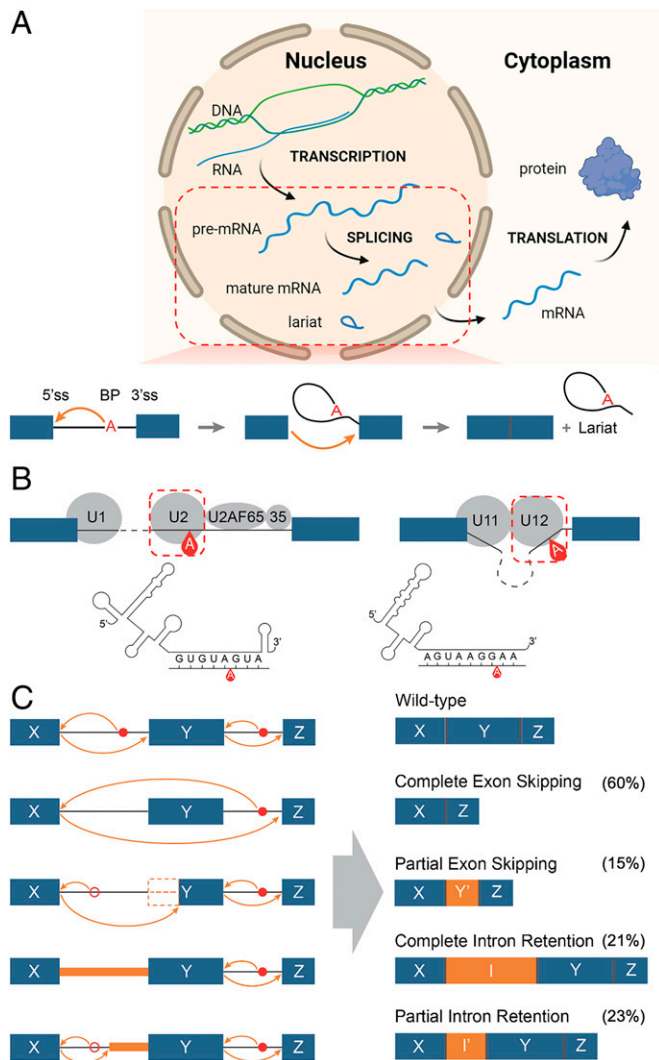 A
Nucleus
Cytoplasm
DNA
RNA
TRANSCRIPTION
protein
pre-mRNA
SPLICING
TRANSLATION
mature mRNA
mRNA
lariat
5'ss BP 3'ss
A
A
A
+ Lariat
B
U1 U2 U2AF65 35
A
U11 U12
A
5'
3'
GUGUAGUA
A
5'
3'
AGUAAGGAA
A
C
X Y Z
Wild-type
X Y Z
X Y Z
Complete Exon Skipping (60%)
X Z
X Y Z
Partial Exon Skipping (15%)
X Y' Z
X Y Z
Complete Intron Retention (21%)
X I Y Z
X Y Z
Partial Intron Retention (23%)
X I' Y Z